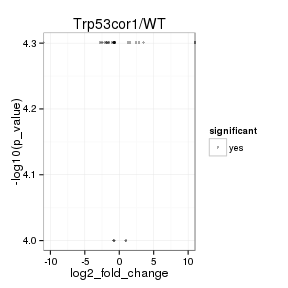 Trp53cor1/WT
4.3
4.2
4.1
4.0
-log10(p_value)
-10 -5 0 5 10
log2_fold_change
significant
yes